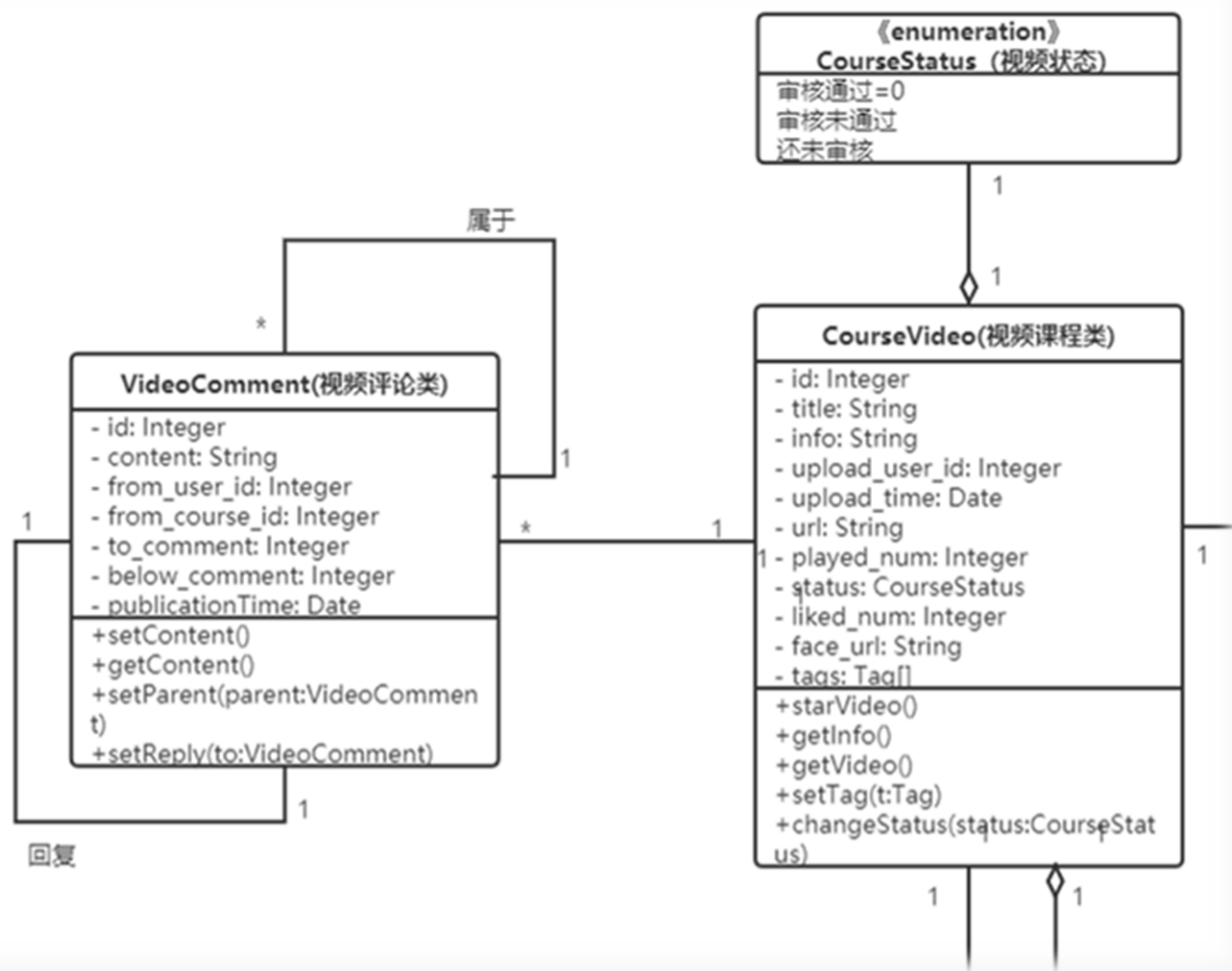 《enumeration》
CourseStatus (视频状态)
审核通过=0
审核未通过
还未审核
1
1
属于
*
1
VideoComment(视频评论类)
- id: Integer
- content: String
- from_user_id: Integer
- from_course_id: Integer
- to_comment: Integer
- below_comment: Integer
- publicationTime: Date
+setContent()
+getContent()
+setParent(parent:VideoCommen
t)
+setReply(to:VideoComment)
1
1
回复
*
1
CourseVideo(视频课程类)
1
- id: Integer
- title: String
- info: String
- upload_user_id: Integer
- upload_time: Date
- url: String
- played_num: Integer
- status: CourseStatus
- liked_num: Integer
- face_url: String
- tags: Tag[]
+starVideo()
+getInfo()
+getVideo()
+setTag(t:Tag)
+changeStatus(status:CourseStat
us)
1
1
1